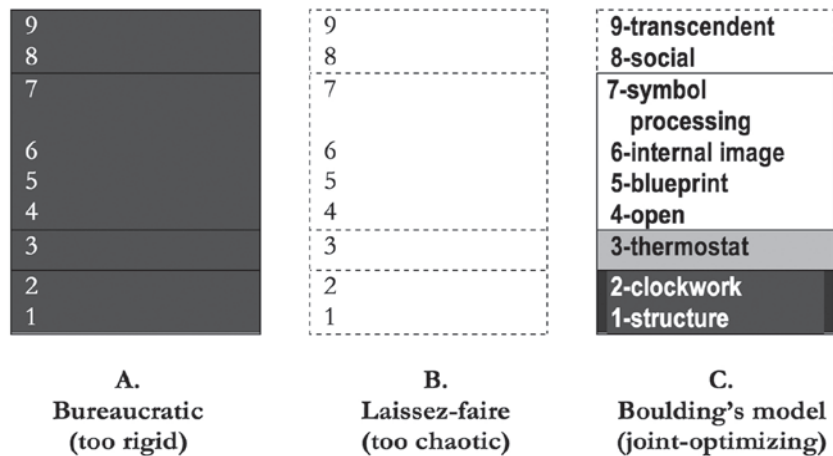 9
8
7
6
5
4
3
2
1
A.
Bureaucratic
(too rigid)
9
8
7
6
5
4
3
2
1
B.
Laissez-faire
(too chaotic)
9-transcendent
8-social
7-symbol
processing
6-internal image
5-blueprint
4-open
3-thermostat
2-clockwork
1-structure
C.
Boulding's model
(joint-optimizing)